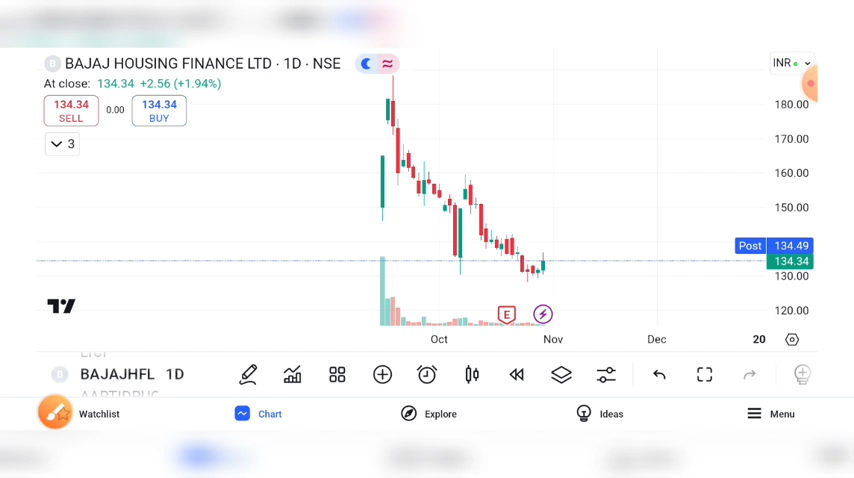 BAJAJ HOUSING FINANCE LTD · 1D · NSE
INR
At close: 134.34 +2.56 (+1.94%)
134.34
SELL
0.00
134.34
BUY
3
180.00
170.00
160.00
150.00
Post 134.49
134.34
130.00
120.00
E
Oct
Nov
Dec
20
B BAJAJHFL 1D
Watchlist
Chart
Explore
Ideas
Menu